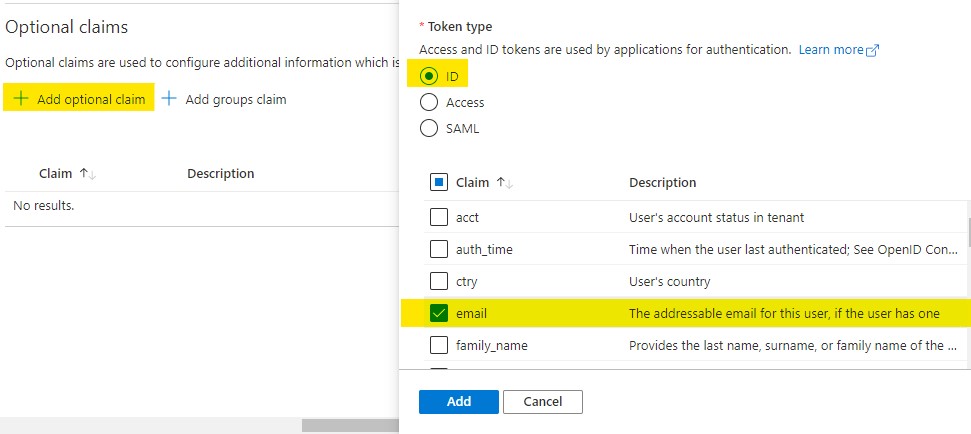 Optional claims
Optional claims are used to configure additional information which is
+ Add optional claim + Add groups claim
Claim ↑↓ Description
No results.
* Token type
Access and ID tokens are used by applications for authentication. Learn more
ID
Access
SAML
Claim ↑↓ Description
acct User's account status in tenant
auth_time Time when the user last authenticated; See OpenID Con...
ctry User's country
email The addressable email for this user, if the user has one
family_name Provides the last name, surname, or family name of the ...
Add Cancel